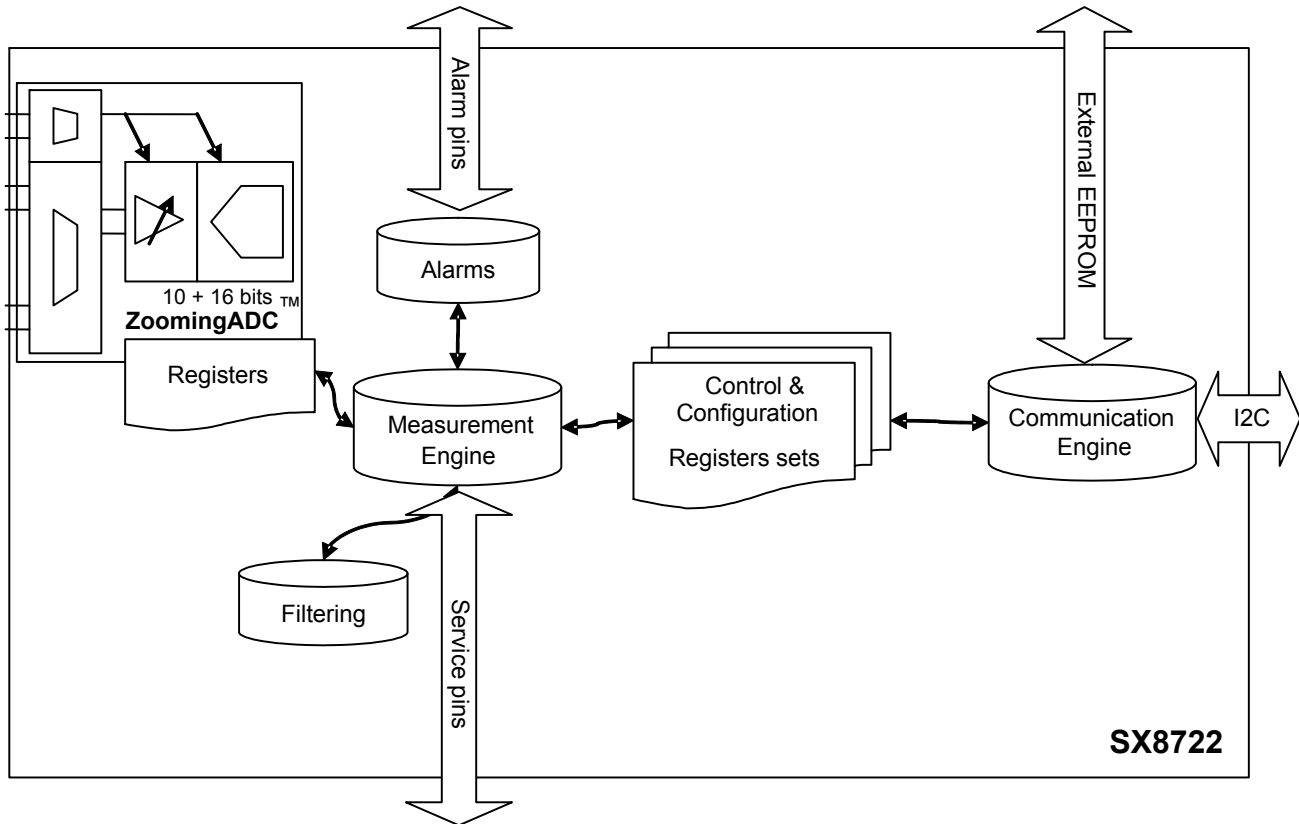 Alarm pins
External EEPROM
Alarms
10 + 16 bits ™
ZoomingADC
Registers
Measurement
Engine
Control &
Configuration
Registers sets
Communication
Engine
I2C
Filtering
Service pins
SX8722